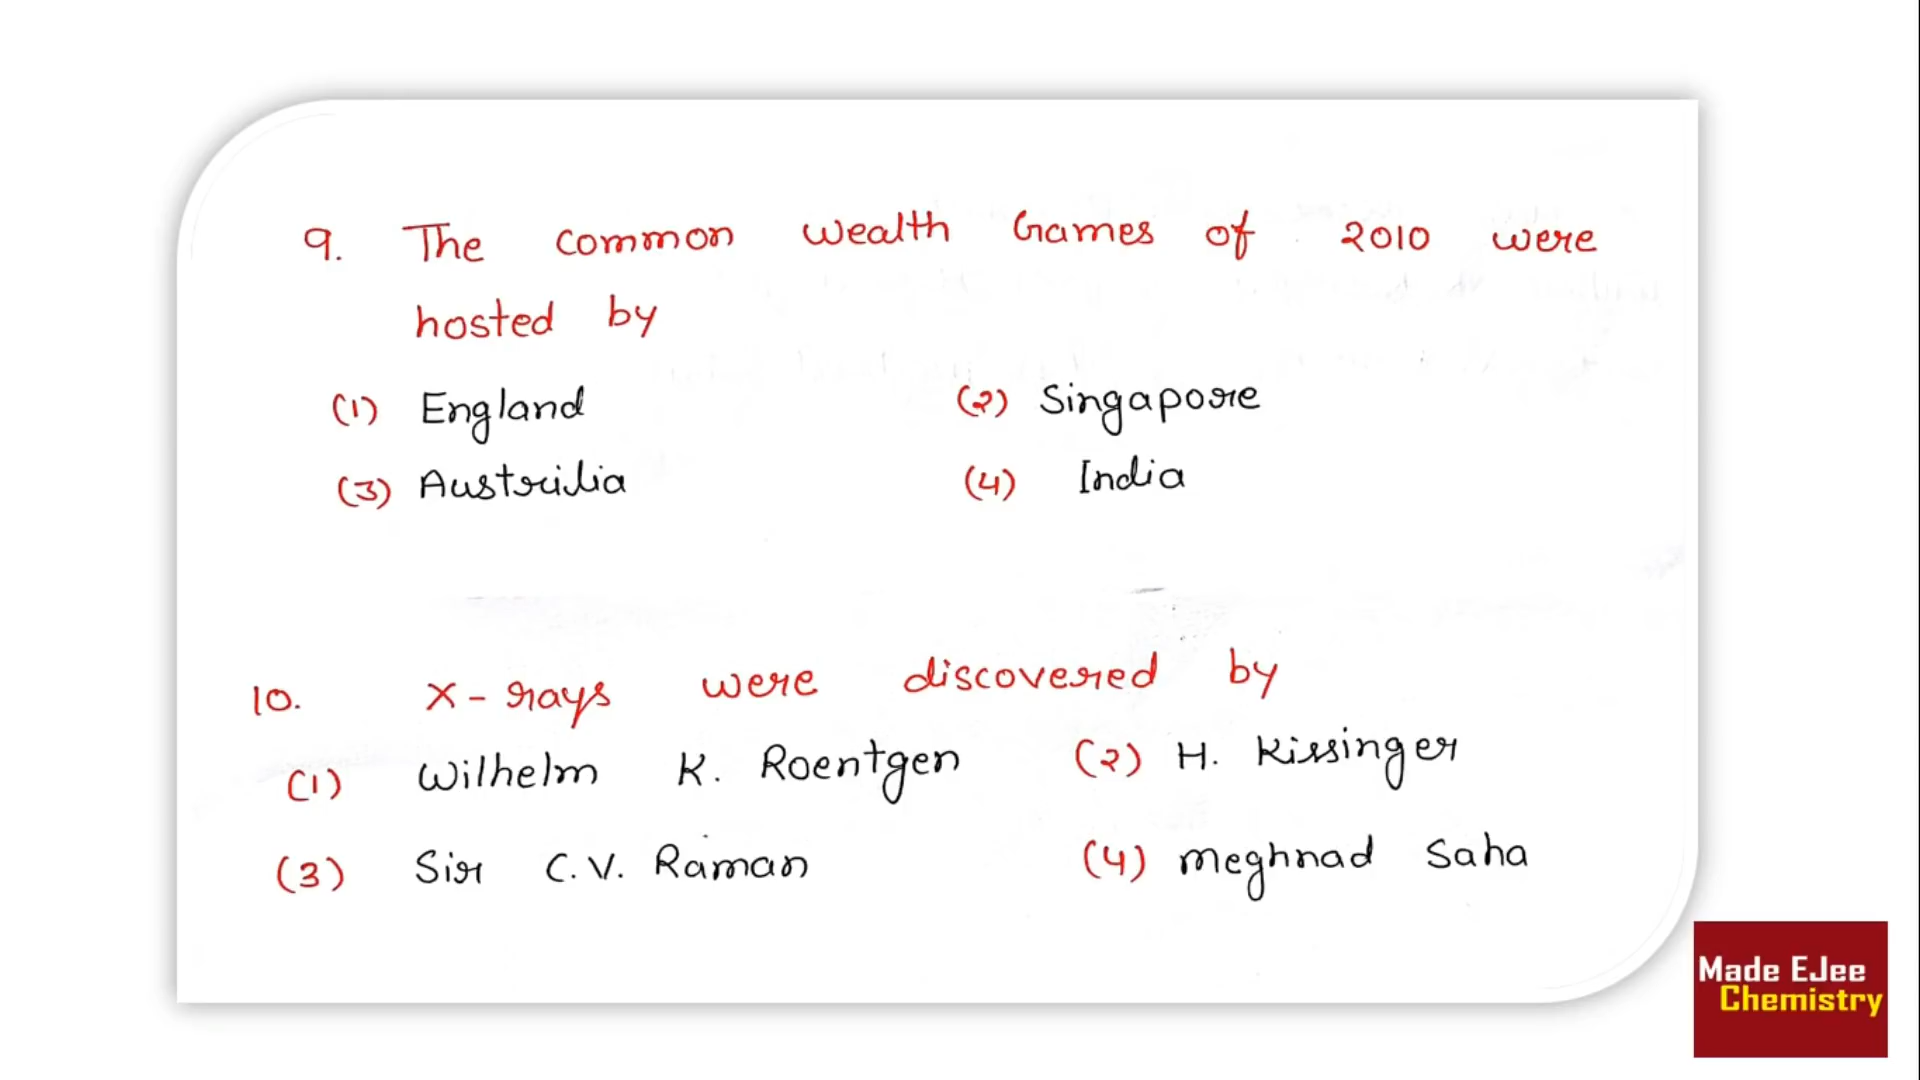 9. The common wealth Games of 2010 were
hosted by
(1) England (2) Singapore
(3) Austrilia (4) India
10. X-rays were discovered by
(1) Wilhelm K. Roentgen (2) H. Kissinger
(3) Sir C.V. Raman (4) Meghnad Saha
Made EJee
Chemistry